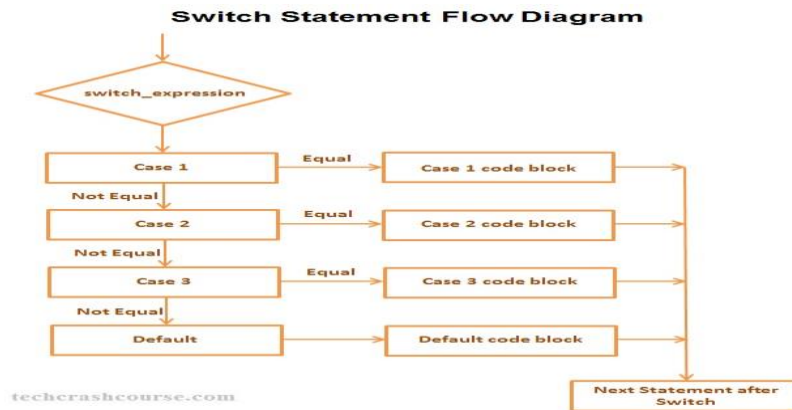 Switch Statement Flow Diagram
switch_expression
Case 1
Equal
Case 1 code block
Not Equal
Case 2
Equal
Case 2 code block
Not Equal
Case 3
Equal
Case 3 code block
Not Equal
Default
Default code block
Next Statement after
Switch
techcrashcourse.com